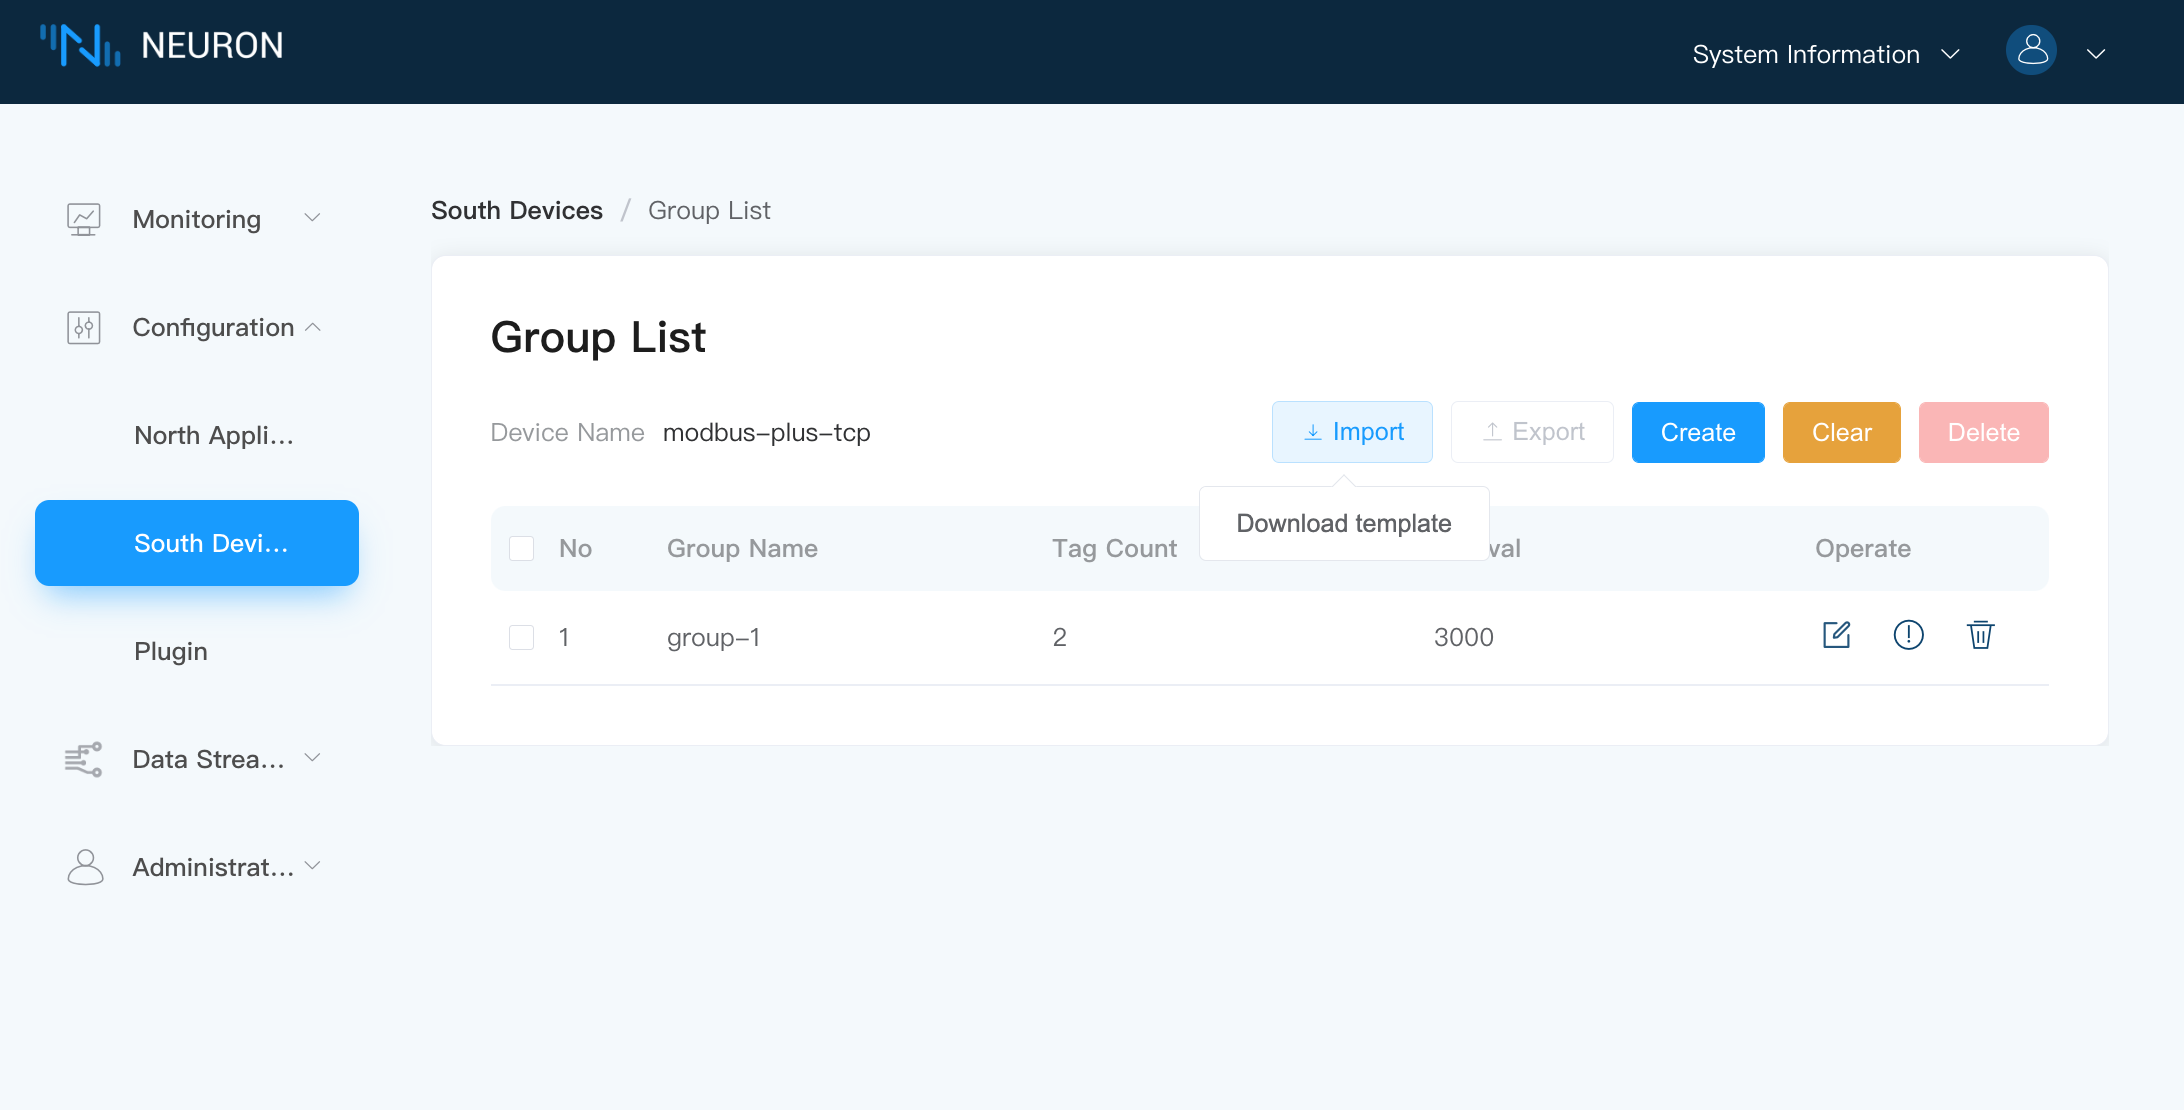 NEURON
System Information
Monitoring
Configuration
North Appli...
South Devi...
Plugin
Data Strea...
Administrat...
South Devices / Group List
Group List
Device Name modbus-plus-tcp
Import Export Create Clear Delete
Download template
No Group Name Tag Count val Operate
1 group-1 2 3000